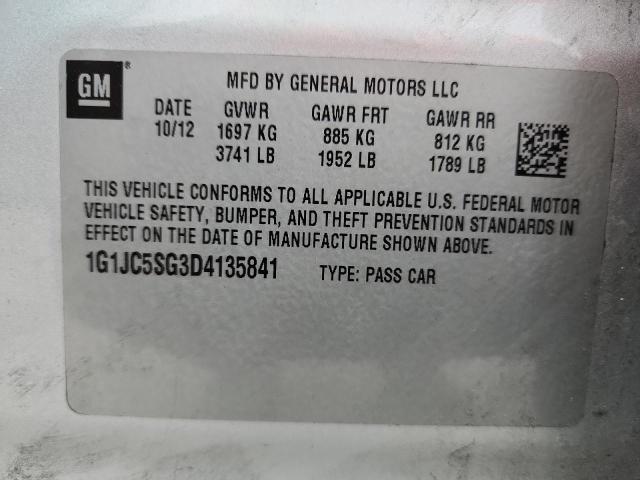 GM ®
MFD BY GENERAL MOTORS LLC
DATE GVWR GAWR FRT GAWR RR
10/12 1697 KG 885 KG 812 KG
3741 LB 1952 LB 1789 LB
THIS VEHICLE CONFORMS TO ALL APPLICABLE U.S. FEDERAL MOTOR
VEHICLE SAFETY, BUMPER, AND THEFT PREVENTION STANDARDS IN
EFFECT ON THE DATE OF MANUFACTURE SHOWN ABOVE.
1G1JC5SG3D4135841 TYPE: PASS CAR